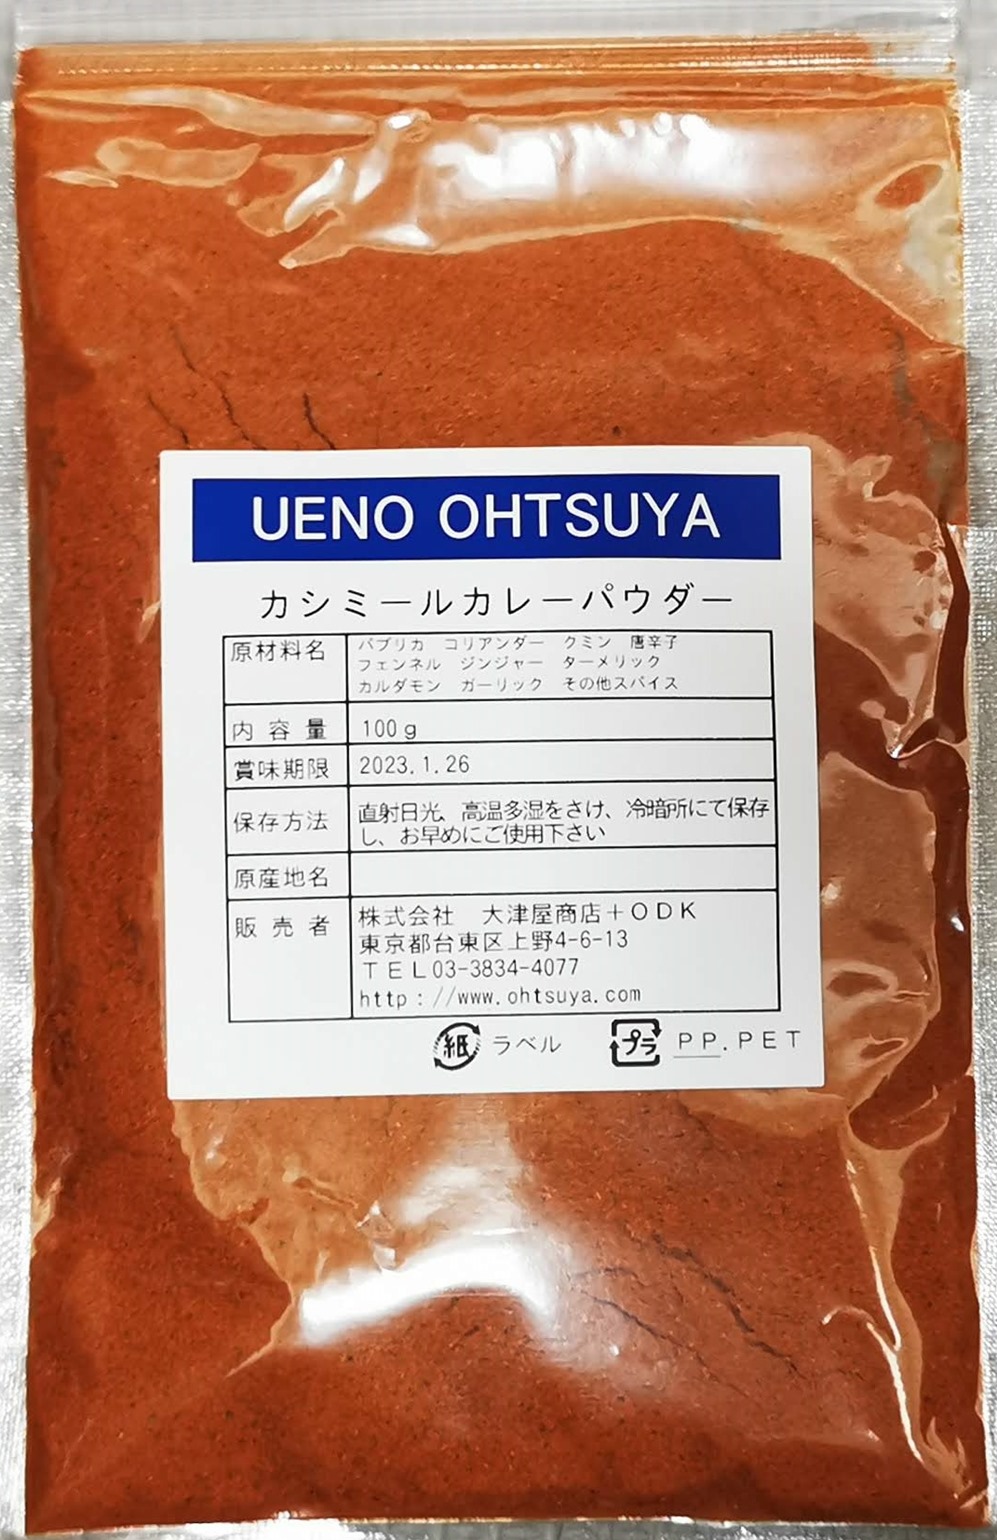 UENO OHTSUYA
カシミールカレーパウダー
原材料名
パプリカ コリアンダー クミン 唐辛子
フェンネル ジンジャー ターメリック
カルダモン ガーリック その他スパイス
内容量 100g
賞味期限 2023.1.26
保存方法
直射日光、高温多湿をさけ、冷暗所にて保存
し、お早めにご使用下さい
原産地名
販売者
株式会社 大津屋商店＋ODK
東京都台東区上野4-6-13
TEL03-3834-4077
http://www.ohtsuya.com
紙 ラベル プラ PP.PET